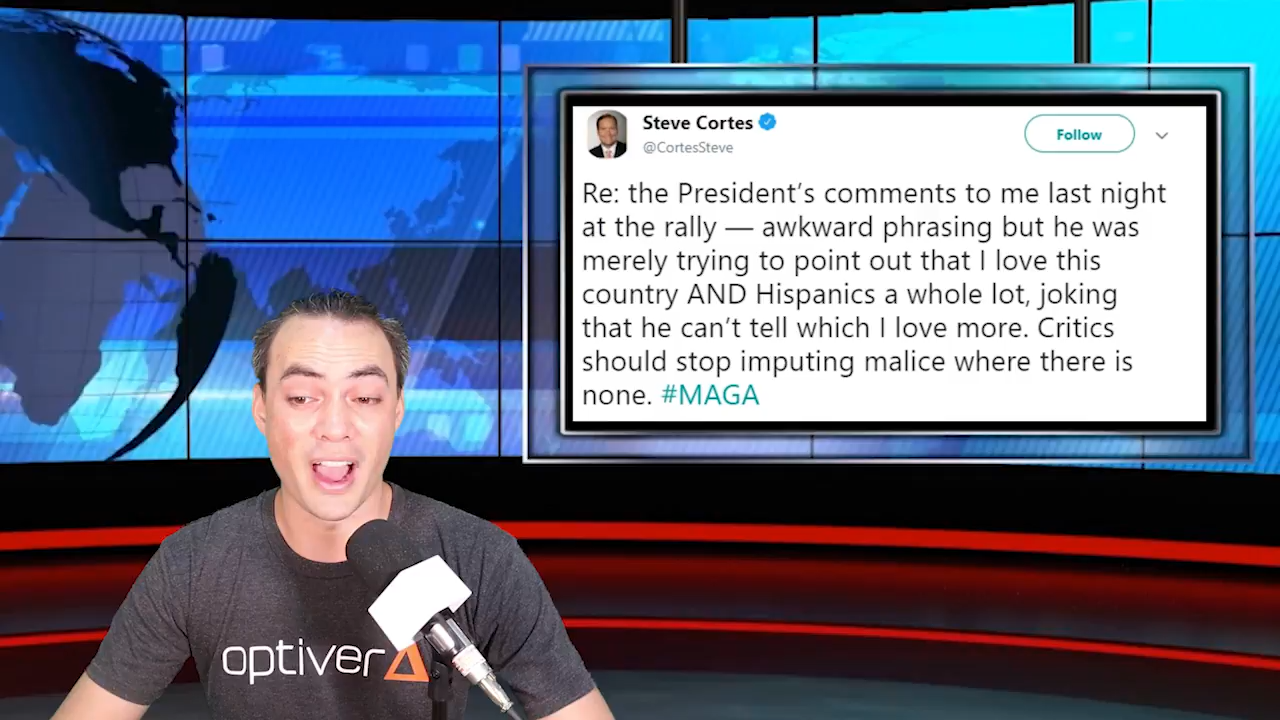 Steve Cortes
@CortesSteve
Follow
Re: the President's comments to me last night
at the rally — awkward phrasing but he was
merely trying to point out that I love this
country AND Hispanics a whole lot, joking
that he can't tell which I love more. Critics
should stop imputing malice where there is
none. #MAGA
optiver